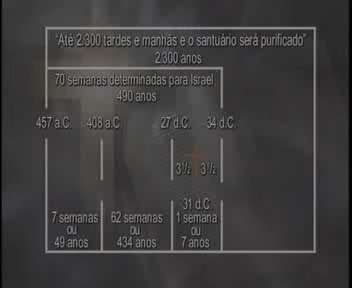 “Até 2.300 tardes e manhãs e o santuário será purificado”
2.300 anos
70 semanas determinadas para Israel
490 anos
457 a.C. 408 a.C. 27 d.C. 34 d.C.
3½ 3½
31 d.C.
7 semanas 62 semanas 1 semana
ou ou ou
49 anos 434 anos 7 anos